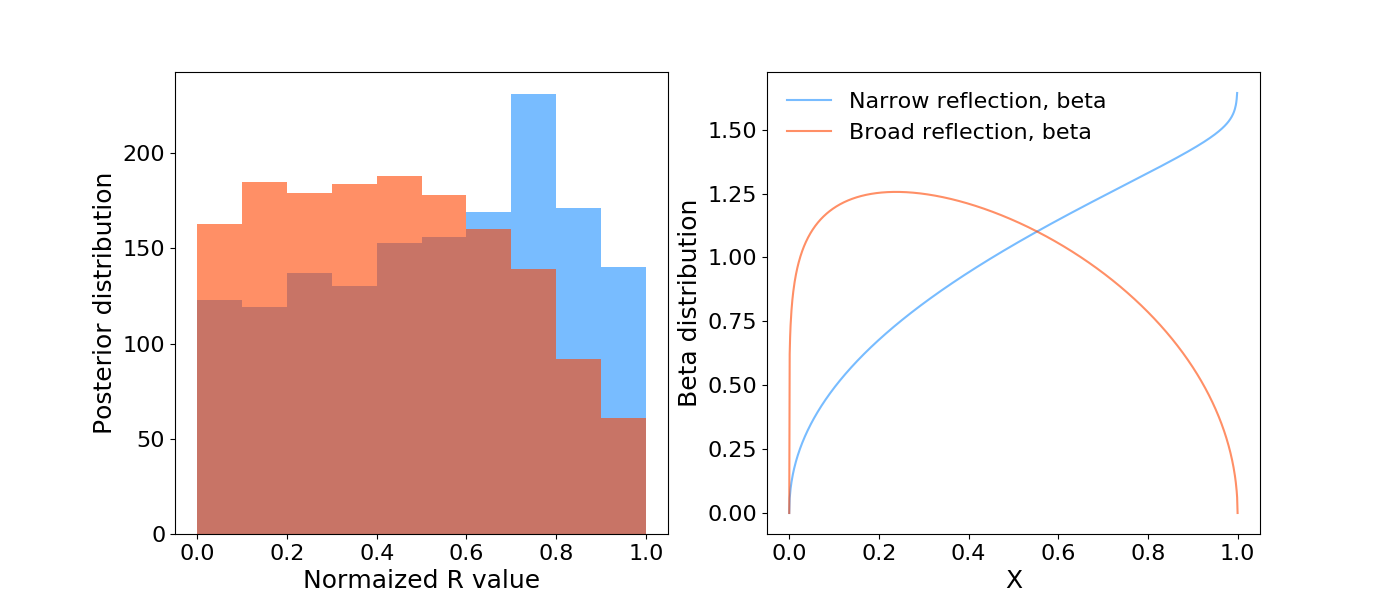 Posterior distribution
200
150
100
50
0
0.0 0.2 0.4 0.6 0.8 1.0
Normaized R value
Beta distribution
Narrow reflection, beta
Broad reflection, beta
1.50
1.25
1.00
0.75
0.50
0.25
0.00
0.0 0.2 0.4 0.6 0.8 1.0
X